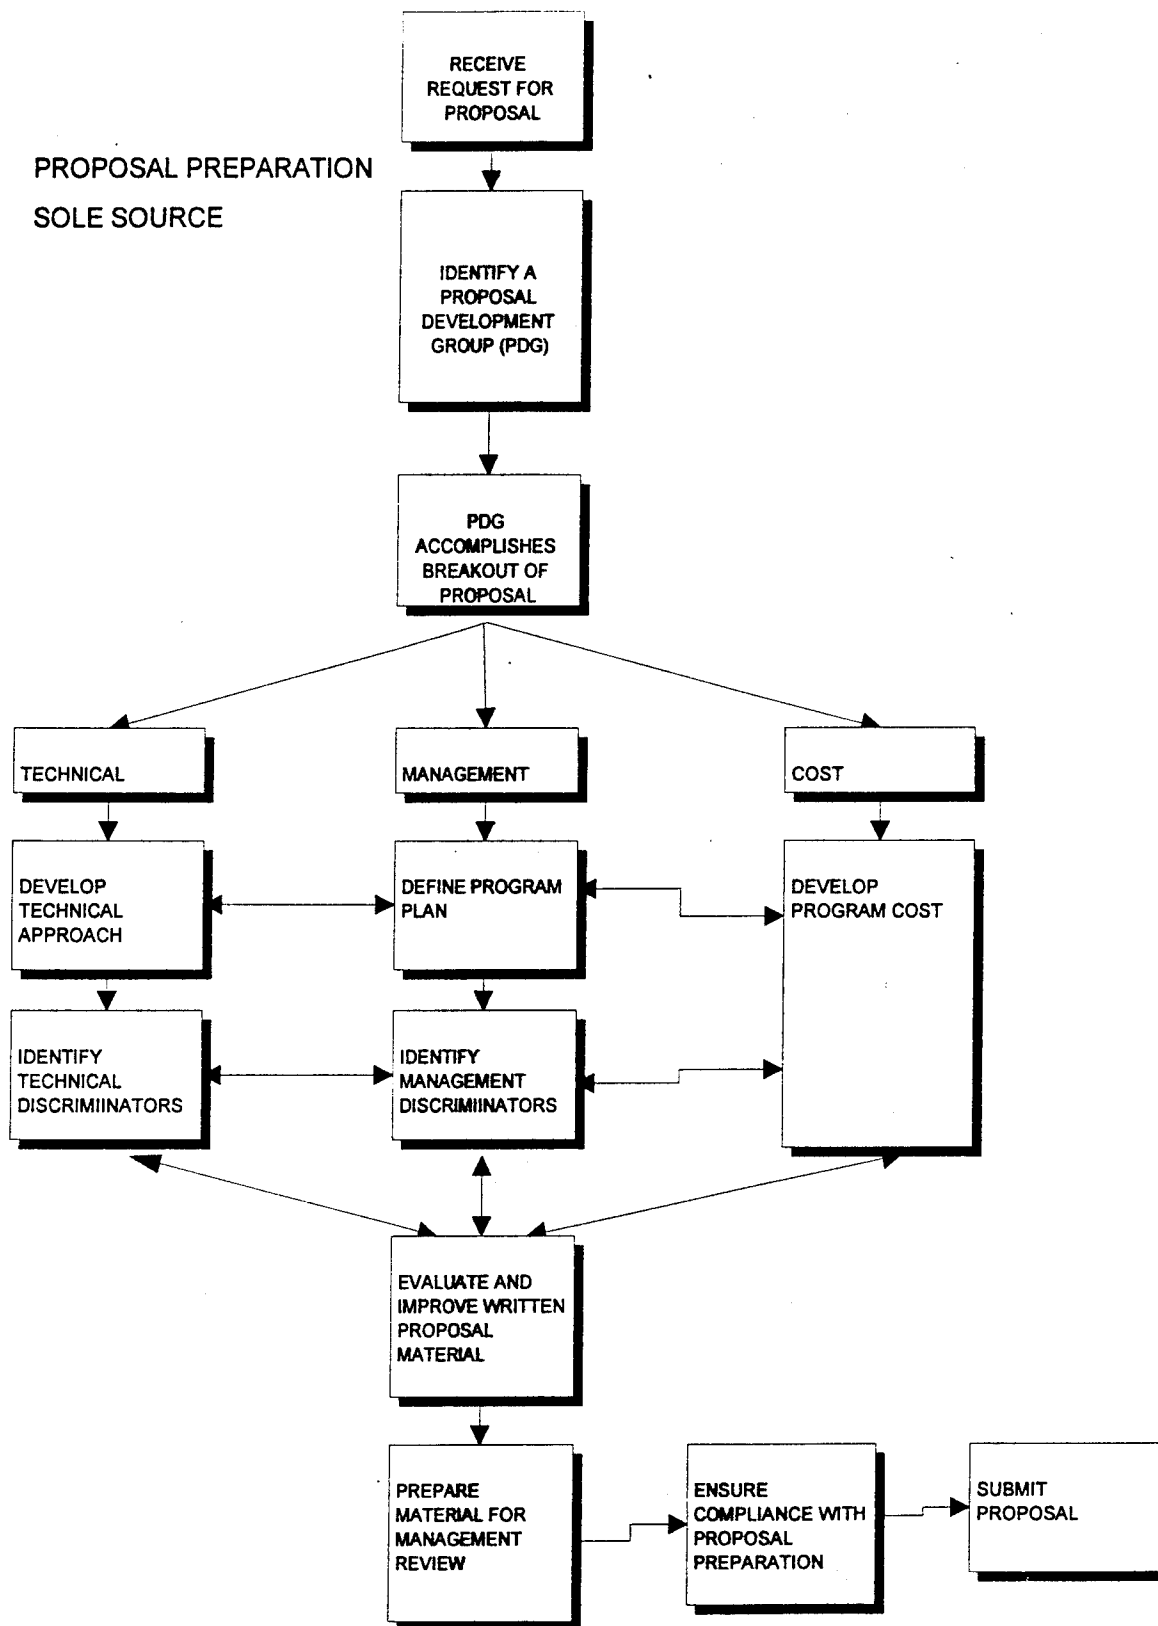 RECEIVE
REQUEST FOR
PROPOSAL
PROPOSAL PREPARATION
SOLE SOURCE
IDENTIFY A
PROPOSAL
DEVELOPMENT
GROUP (PDG)
PDG
ACCOMPLISHES
BREAKOUT OF
PROPOSAL
TECHNICAL
MANAGEMENT
COST
DEVELOP
TECHNICAL
APPROACH
DEFINE PROGRAM
PLAN
DEVELOP
PROGRAM COST
IDENTIFY
TECHNICAL
DISCRIMIINATORS
IDENTIFY
MANAGEMENT
DISCRIMIINATORS
EVALUATE AND
IMPROVE WRITTEN
PROPOSAL
MATERIAL
PREPARE
MATERIAL FOR
MANAGEMENT
REVIEW
ENSURE
COMPLIANCE WITH
PROPOSAL
PREPARATION
SUBMIT
PROPOSAL